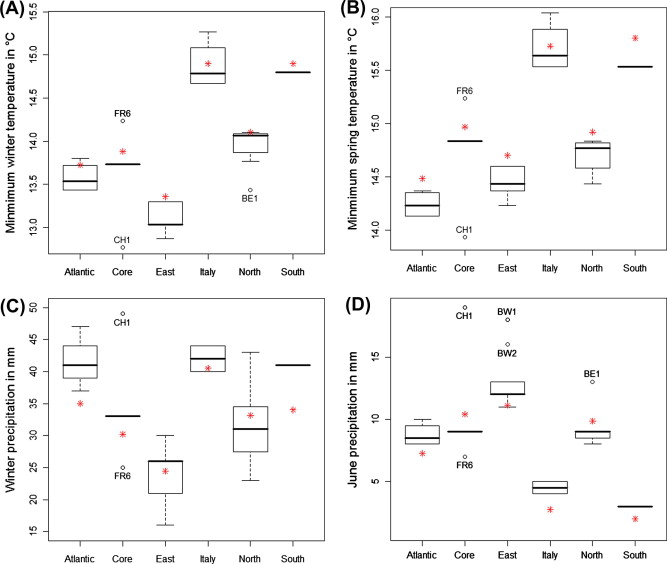 (A)
Minmimum winter temperature in °C
15.0
14.5
14.0
13.5
13.0
FR6
CH1
BE1
Atlantic Core East Italy North South
(B)
Minmimum spring temperature in °C
16.0
15.5
15.0
14.5
14.0
FR6
CH1
Atlantic Core East Italy North South
(C)
Winter precipitation in mm
50
45
40
35
30
25
20
15
CH1
FR6
Atlantic Core East Italy North South
(D)
June precipitation in mm
15
10
5
CH1
FR6
BW1
BW2
BE1
Atlantic Core East Italy North South